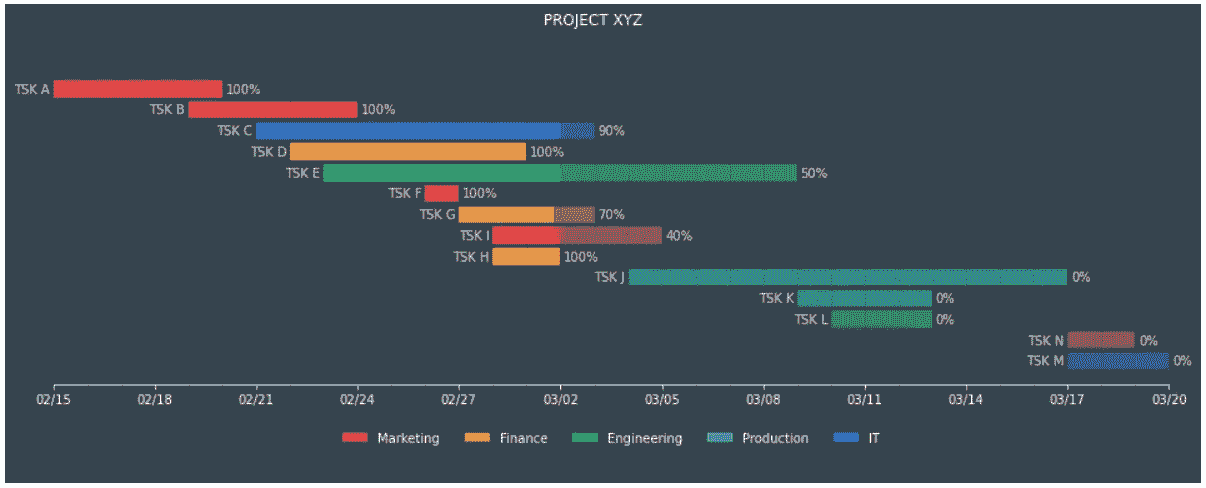 PROJECT XYZ
TSK A 100%
TSK B 100%
TSK C 90%
TSK D 100%
TSK E 50%
TSK F 100%
TSK G 70%
TSK I 40%
TSK H 100%
TSK J 0%
TSK K 0%
TSK L 0%
TSK N 0%
TSK M 0%
02/15 02/18 02/21 02/24 02/27 03/02 03/05 03/08 03/11 03/14 03/17 03/20
Marketing Finance Engineering Production IT